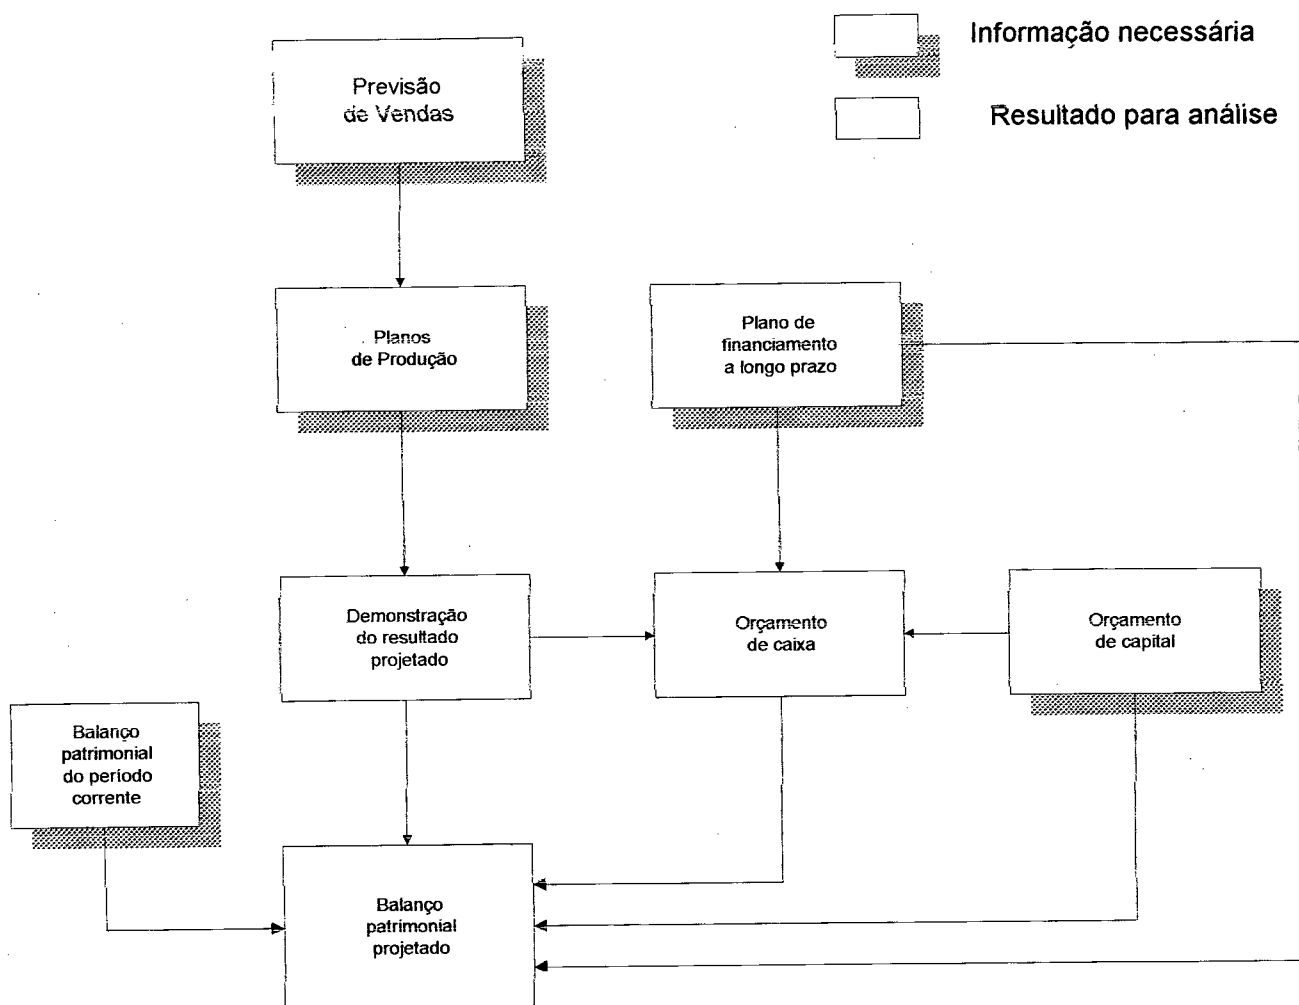 Informação necessária
Resultado para análise
Previsão
de Vendas
Planos
de Produção
Plano de
financiamento
a longo prazo
Demonstração
do resultado
projetado
Orçamento
de caixa
Orçamento
de capital
Balanço
patrimonial
do período
corrente
Balanço
patrimonial
projetado